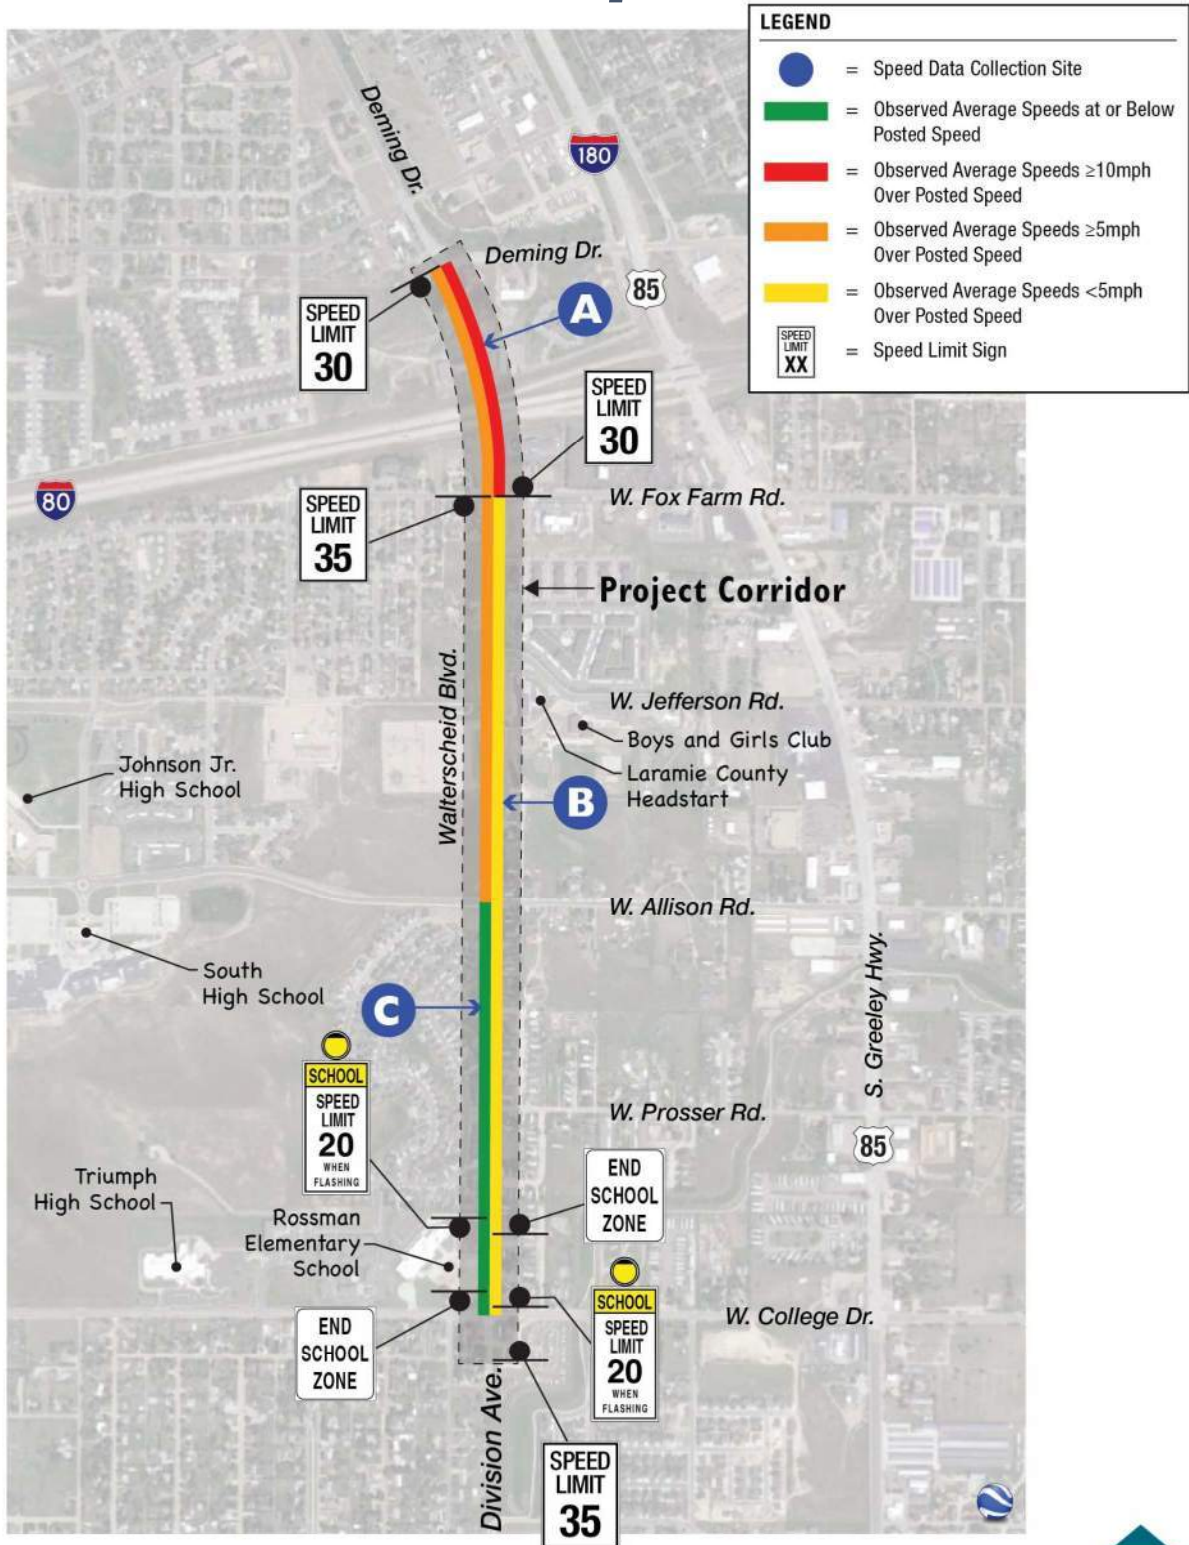 LEGEND
= Speed Data Collection Site
= Observed Average Speeds at or Below
Posted Speed
= Observed Average Speeds ≥10mph
Over Posted Speed
= Observed Average Speeds ≥5mph
Over Posted Speed
= Observed Average Speeds <5mph
Over Posted Speed
SPEED
LIMIT
XX
= Speed Limit Sign
Deming Dr.
180
Deming Dr.
85
A
SPEED
LIMIT
30
SPEED
LIMIT
30
80
W. Fox Farm Rd.
SPEED
LIMIT
35
Project Corridor
Walterscheid Blvd.
W. Jefferson Rd.
Boys and Girls Club
Laramie County
Headstart
Johnson Jr.
High School
B
W. Allison Rd.
South
High School
S. Greeley Hwy.
C
SCHOOL
SPEED
LIMIT
20
WHEN
FLASHING
W. Prosser Rd.
85
END
SCHOOL
ZONE
Triumph
High School
Rossman
Elementary
School
END
SCHOOL
ZONE
SCHOOL
SPEED
LIMIT
20
WHEN
FLASHING
W. College Dr.
Division Ave.
SPEED
LIMIT
35